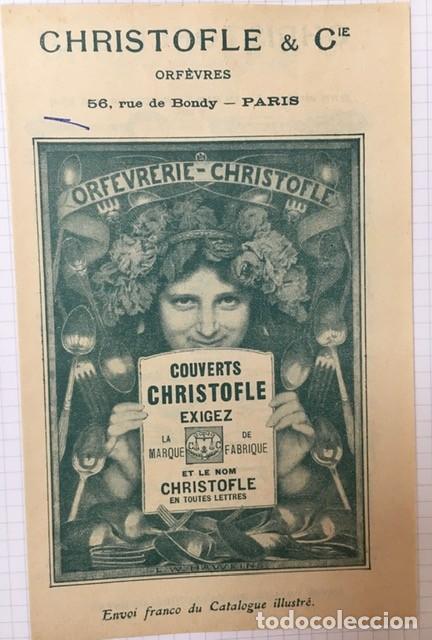 CHRISTOFLE & CIE
ORFÈVRES
56, rue de Bondy — PARIS
ORFEVRERIE-CHRISTOFLE
COUVERTS
CHRISTOFLE
EXIGEZ
LA MARQUE DE FABRIQUE
C C
ET LE NOM
CHRISTOFLE
EN TOUTES LETTRES
Envoi franco du Catalogue illustré.
todocoleccion